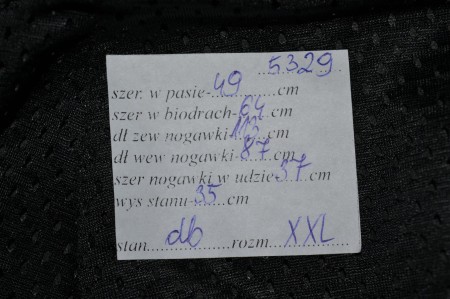 5329
szer. w pasie-49............cm
szer w biodrach-64.cm
dł zew nogawki-113.cm
dł wew nogawki-87.cm
szer nogawki w udzie 37.cm
wys stanu 35.cm
stan......db......rozm...XXL